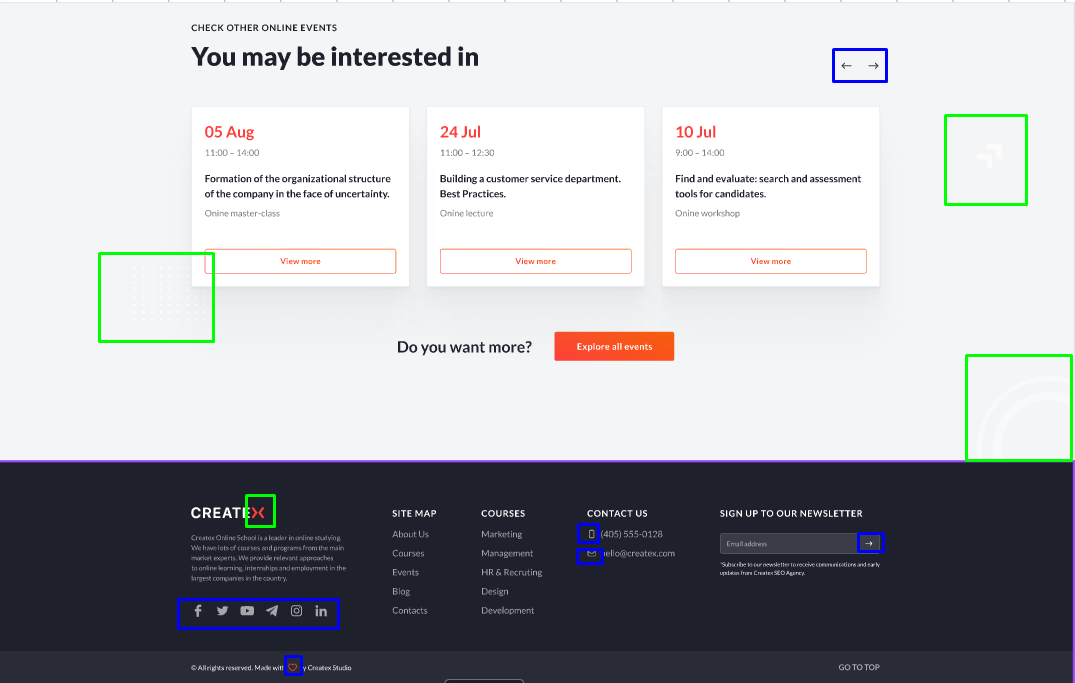 CHECK OTHER ONLINE EVENTS
You may be interested in
05 Aug
11:00 – 14:00
Formation of the organizational structure
of the company in the face of uncertainty.
Onine master-class
View more
24 Jul
11:00 – 12:30
Building a customer service department.
Best Practices.
Onine lecture
View more
10 Jul
9:00 – 14:00
Find and evaluate: search and assessment
tools for candidates.
Onine workshop
View more
Do you want more?
Explore all events
CREATEX
Createx Online School is a leader in online studying.
We have lots of courses and programs from the main
market experts. We provide relevant approaches
to online learning, internships and employment in the
largest companies in the country.
SITE MAP
About Us
Courses
Events
Blog
Contacts
COURSES
Marketing
Management
HR & Recruting
Design
Development
CONTACT US
(405) 555-0128
hello@createx.com
SIGN UP TO OUR NEWSLETTER
Email address
*Subscribe to our newsletter to receive communications and early
updates from Createx SEO Agency.
© All rights reserved. Made with by Createx Studio
GO TO TOP